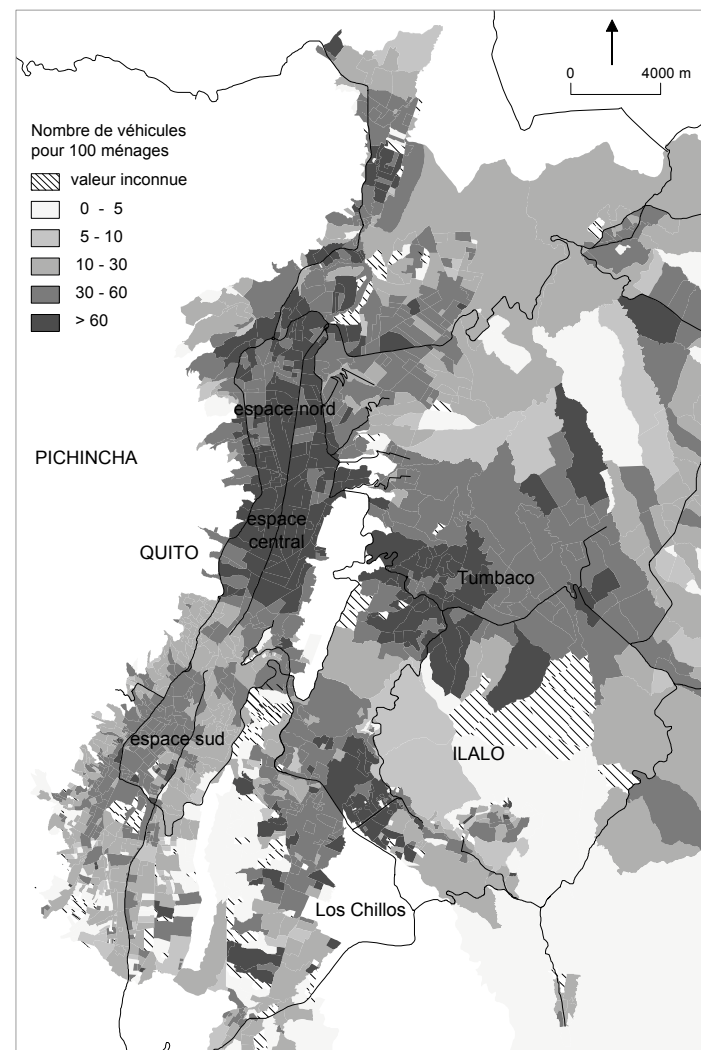 0 4000 m
Nombre de véhicules
pour 100 ménages
valeur inconnue
0 - 5
5 - 10
10 - 30
30 - 60
> 60
espace nord
PICHINCHA
espace
central
QUITO
Tumbaco
espace sud
ILALO
Los Chillos